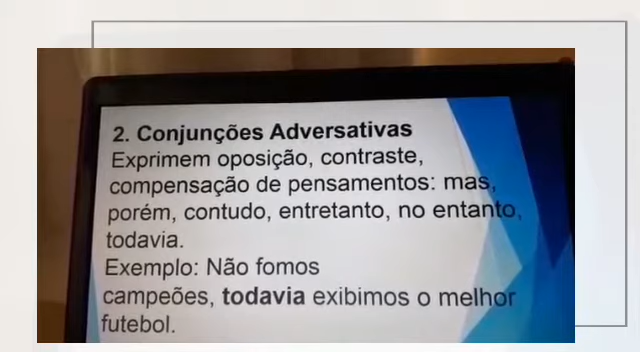 2. Conjunções Adversativas
Exprimem oposição, contraste,
compensação de pensamentos: mas,
porém, contudo, entretanto, no entanto,
todavia.
Exemplo: Não fomos
campeões, todavia exibimos o melhor
futebol.